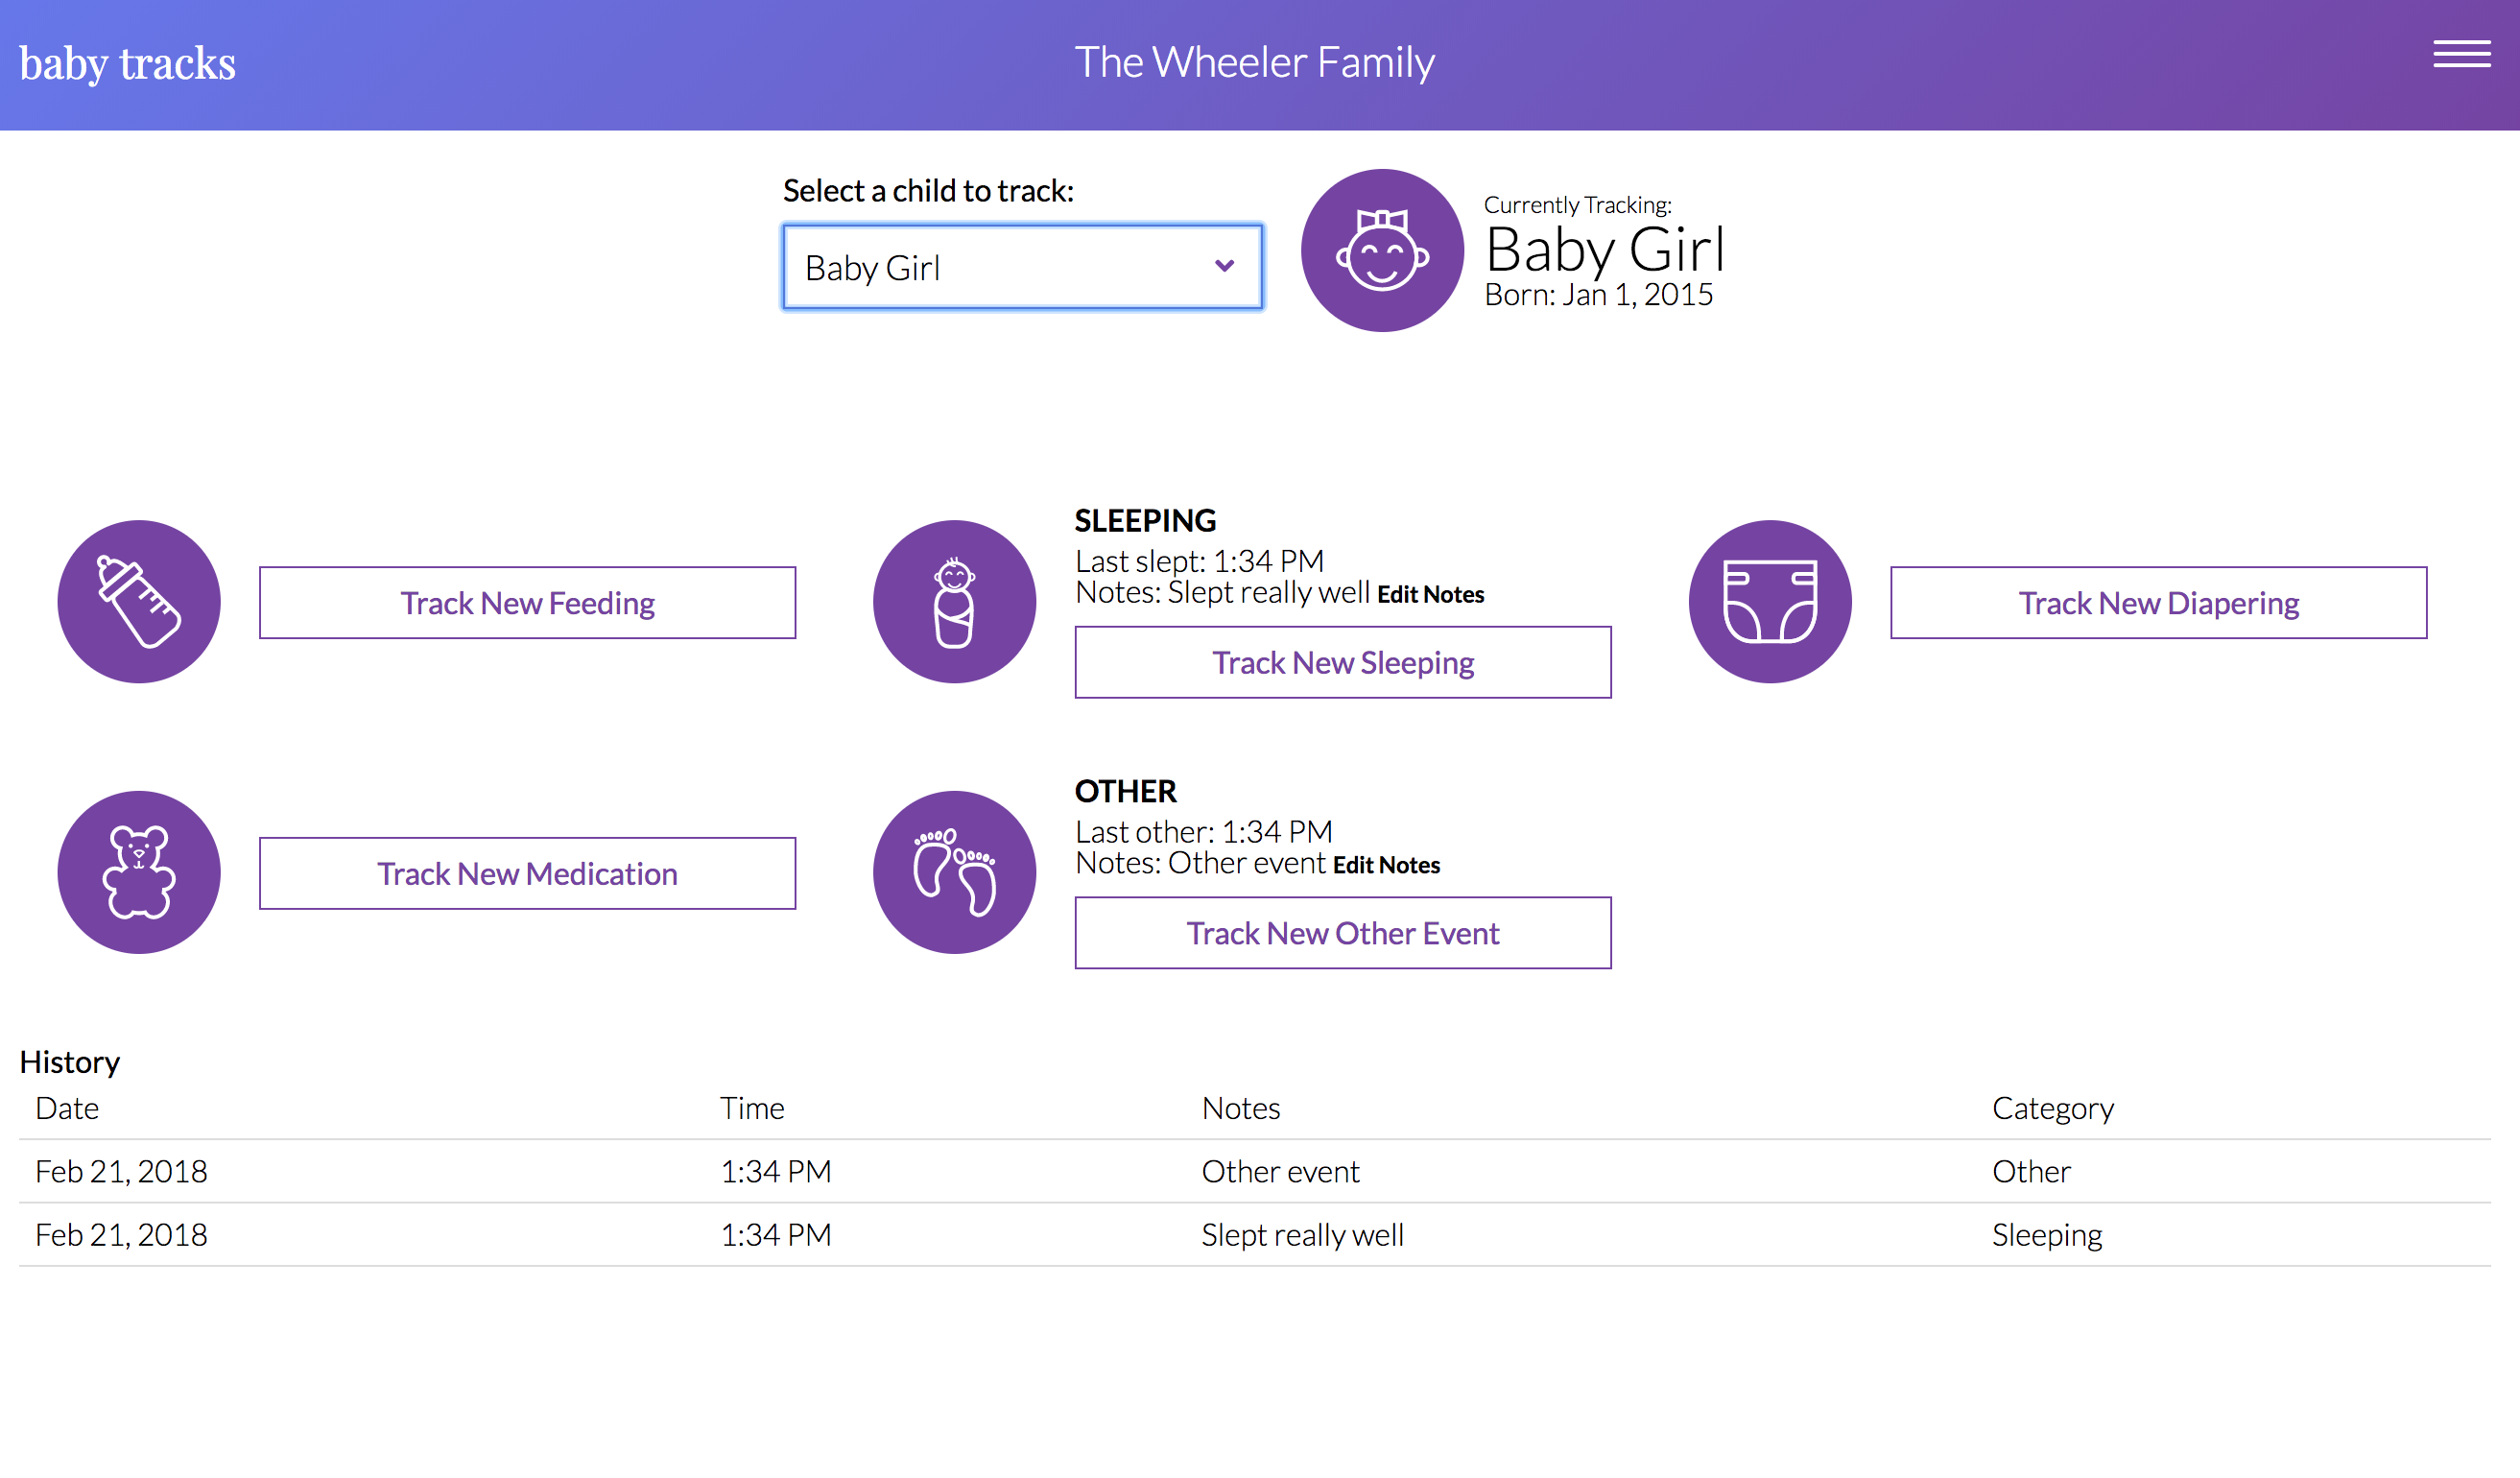 baby tracks
The Wheeler Family
Select a child to track:
Baby Girl
Currently Tracking:
Baby Girl
Born: Jan 1, 2015
Track New Feeding
SLEEPING
Last slept: 1:34 PM
Notes: Slept really well Edit Notes
Track New Sleeping
Track New Diapering
Track New Medication
OTHER
Last other: 1:34 PM
Notes: Other event Edit Notes
Track New Other Event
History
Date Time Notes Category
Feb 21, 2018 1:34 PM Other event Other
Feb 21, 2018 1:34 PM Slept really well Sleeping